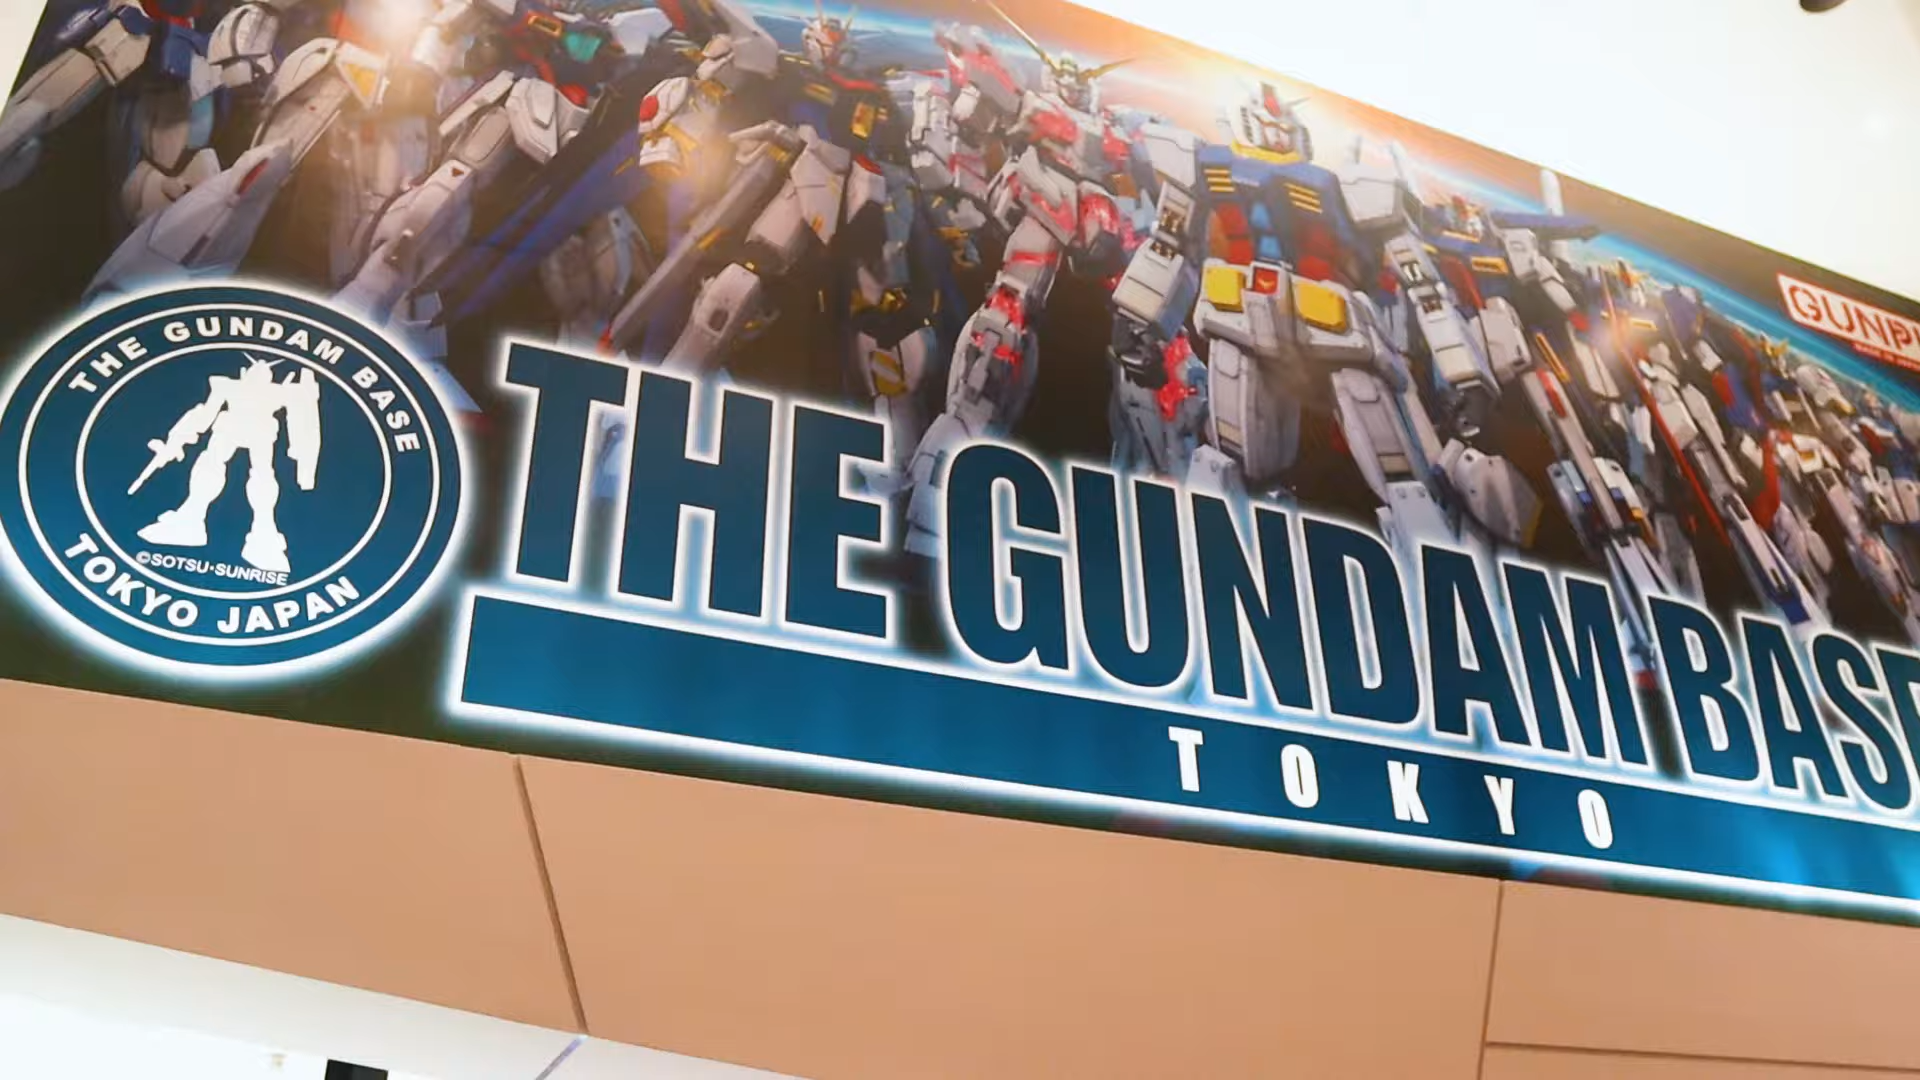 THE GUNDAM BASE
©SOTSU・SUNRISE
TOKYO JAPAN
THE GUNDAM BASE
TOKYO